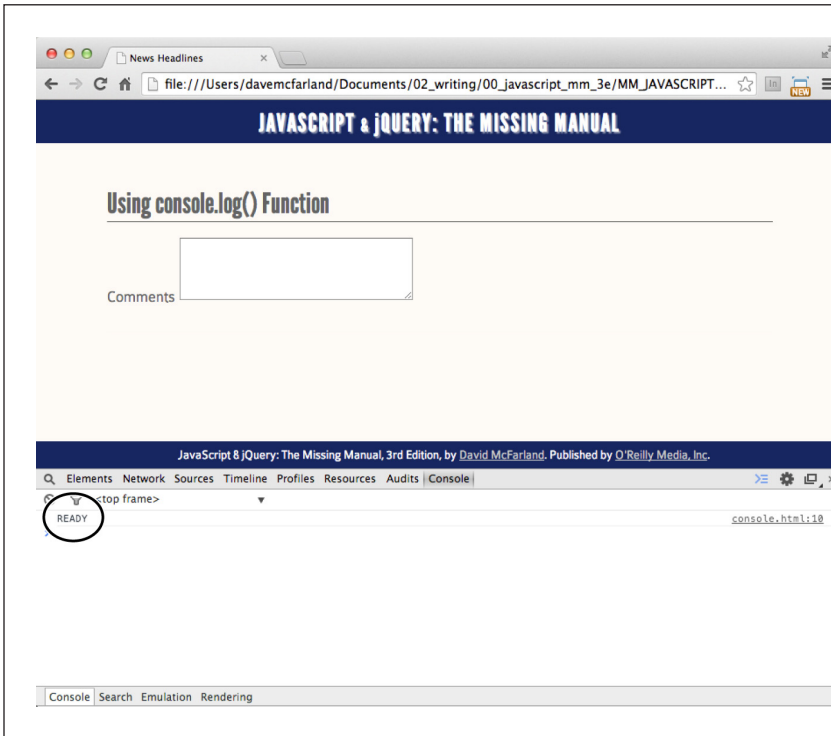 News Headlines ×
file:///Users/davemcfarland/Documents/02_writing/00_javascript_mm_3e/MM_JAVASCRIPT... in NEW
JAVASCRIPT & jQUERY: THE MISSING MANUAL
Using console.log() Function
Comments
JavaScript & jQuery: The Missing Manual, 3rd Edition, by David McFarland. Published by O'Reilly Media, Inc.
Elements Network Sources Timeline Profiles Resources Audits Console
<top frame>
READY console.html:10
Console Search Emulation Rendering